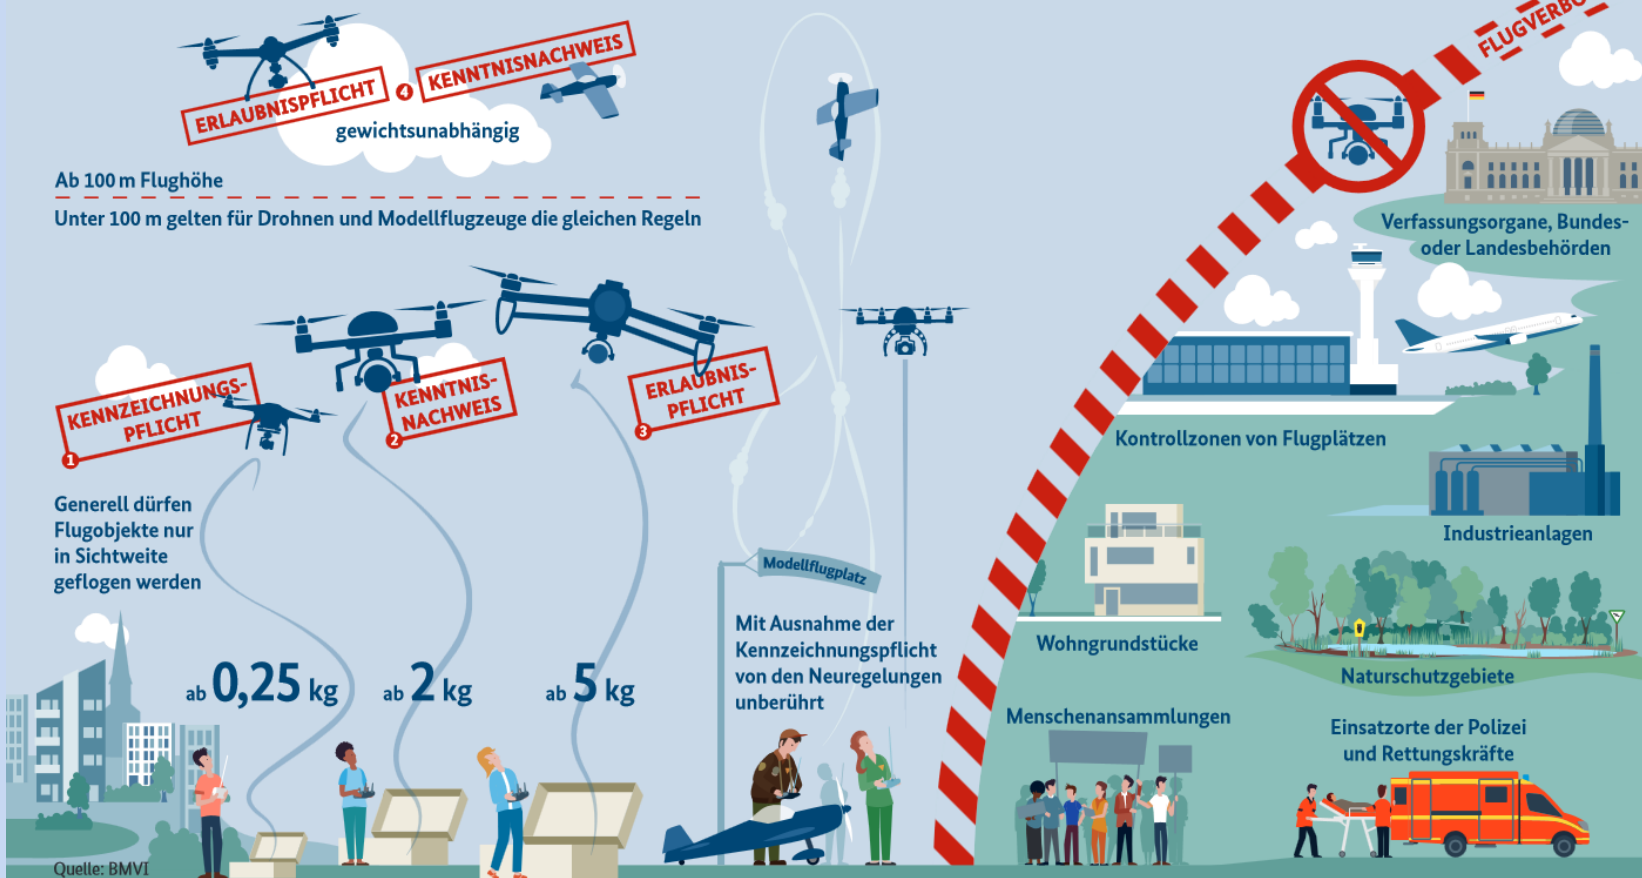 ERLAUBNISPFLICHT
4
KENNTNISNACHWEIS
gewichtsunabhängig
Ab 100 m Flughöhe
Unter 100 m gelten für Drohnen und Modellflugzeuge die gleichen Regeln
KENNZEICHNUNGS-
PFLICHT
1
KENNTNIS-
NACHWEIS
2
ERLAUBNIS-
PFLICHT
3
Generell dürfen
Flugobjekte nur
in Sichtweite
geflogen werden
ab 0,25 kg
ab 2 kg
ab 5 kg
Modellflugplatz
Mit Ausnahme der
Kennzeichnungspflicht
von den Neuregelungen
unberührt
Verfassungsorgane, Bundes-
oder Landesbehörden
Kontrollzonen von Flugplätzen
Industrieanlagen
Wohngrundstücke
Naturschutzgebiete
Menschenansammlungen
Einsatzorte der Polizei
und Rettungskräfte
Quelle: BMVI